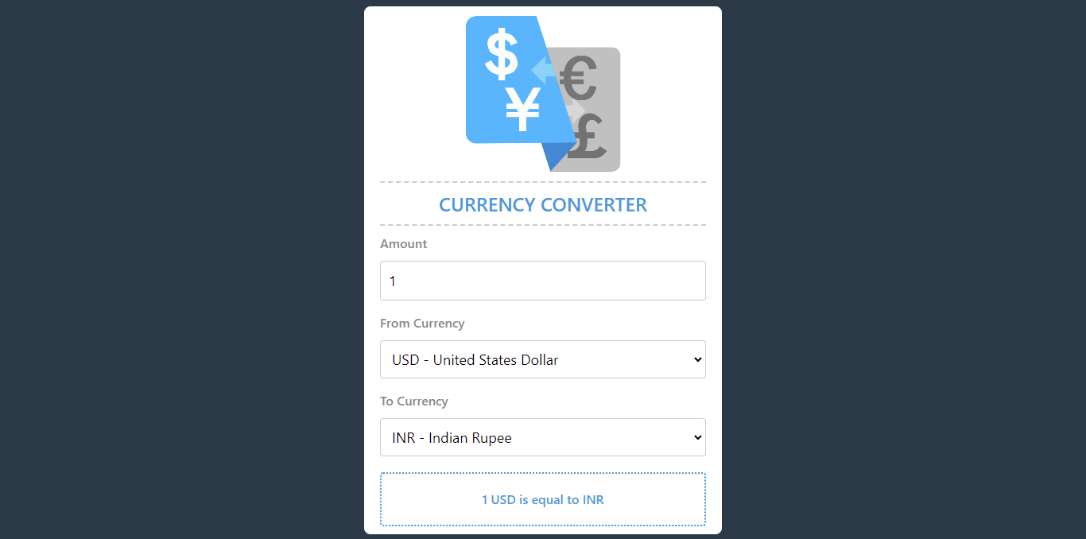 $
¥
€
£
CURRENCY CONVERTER
Amount
1
From Currency
USD - United States Dollar
To Currency
INR - Indian Rupee
1 USD is equal to INR